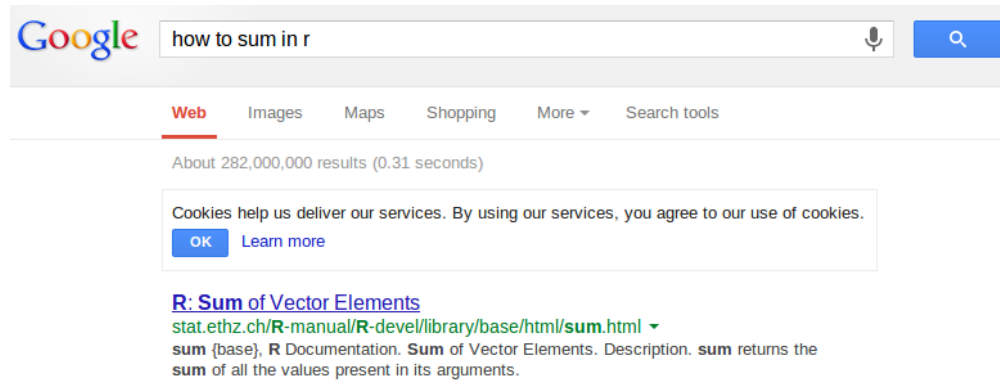 Google how to sum in r
Web Images Maps Shopping More Search tools
About 282,000,000 results (0.31 seconds)
Cookies help us deliver our services. By using our services, you agree to our use of cookies.
OK Learn more
R: Sum of Vector Elements
stat.ethz.ch/R-manual/R-devel/library/base/html/sum.html
sum {base}, R Documentation. Sum of Vector Elements. Description. sum returns the
sum of all the values present in its arguments.